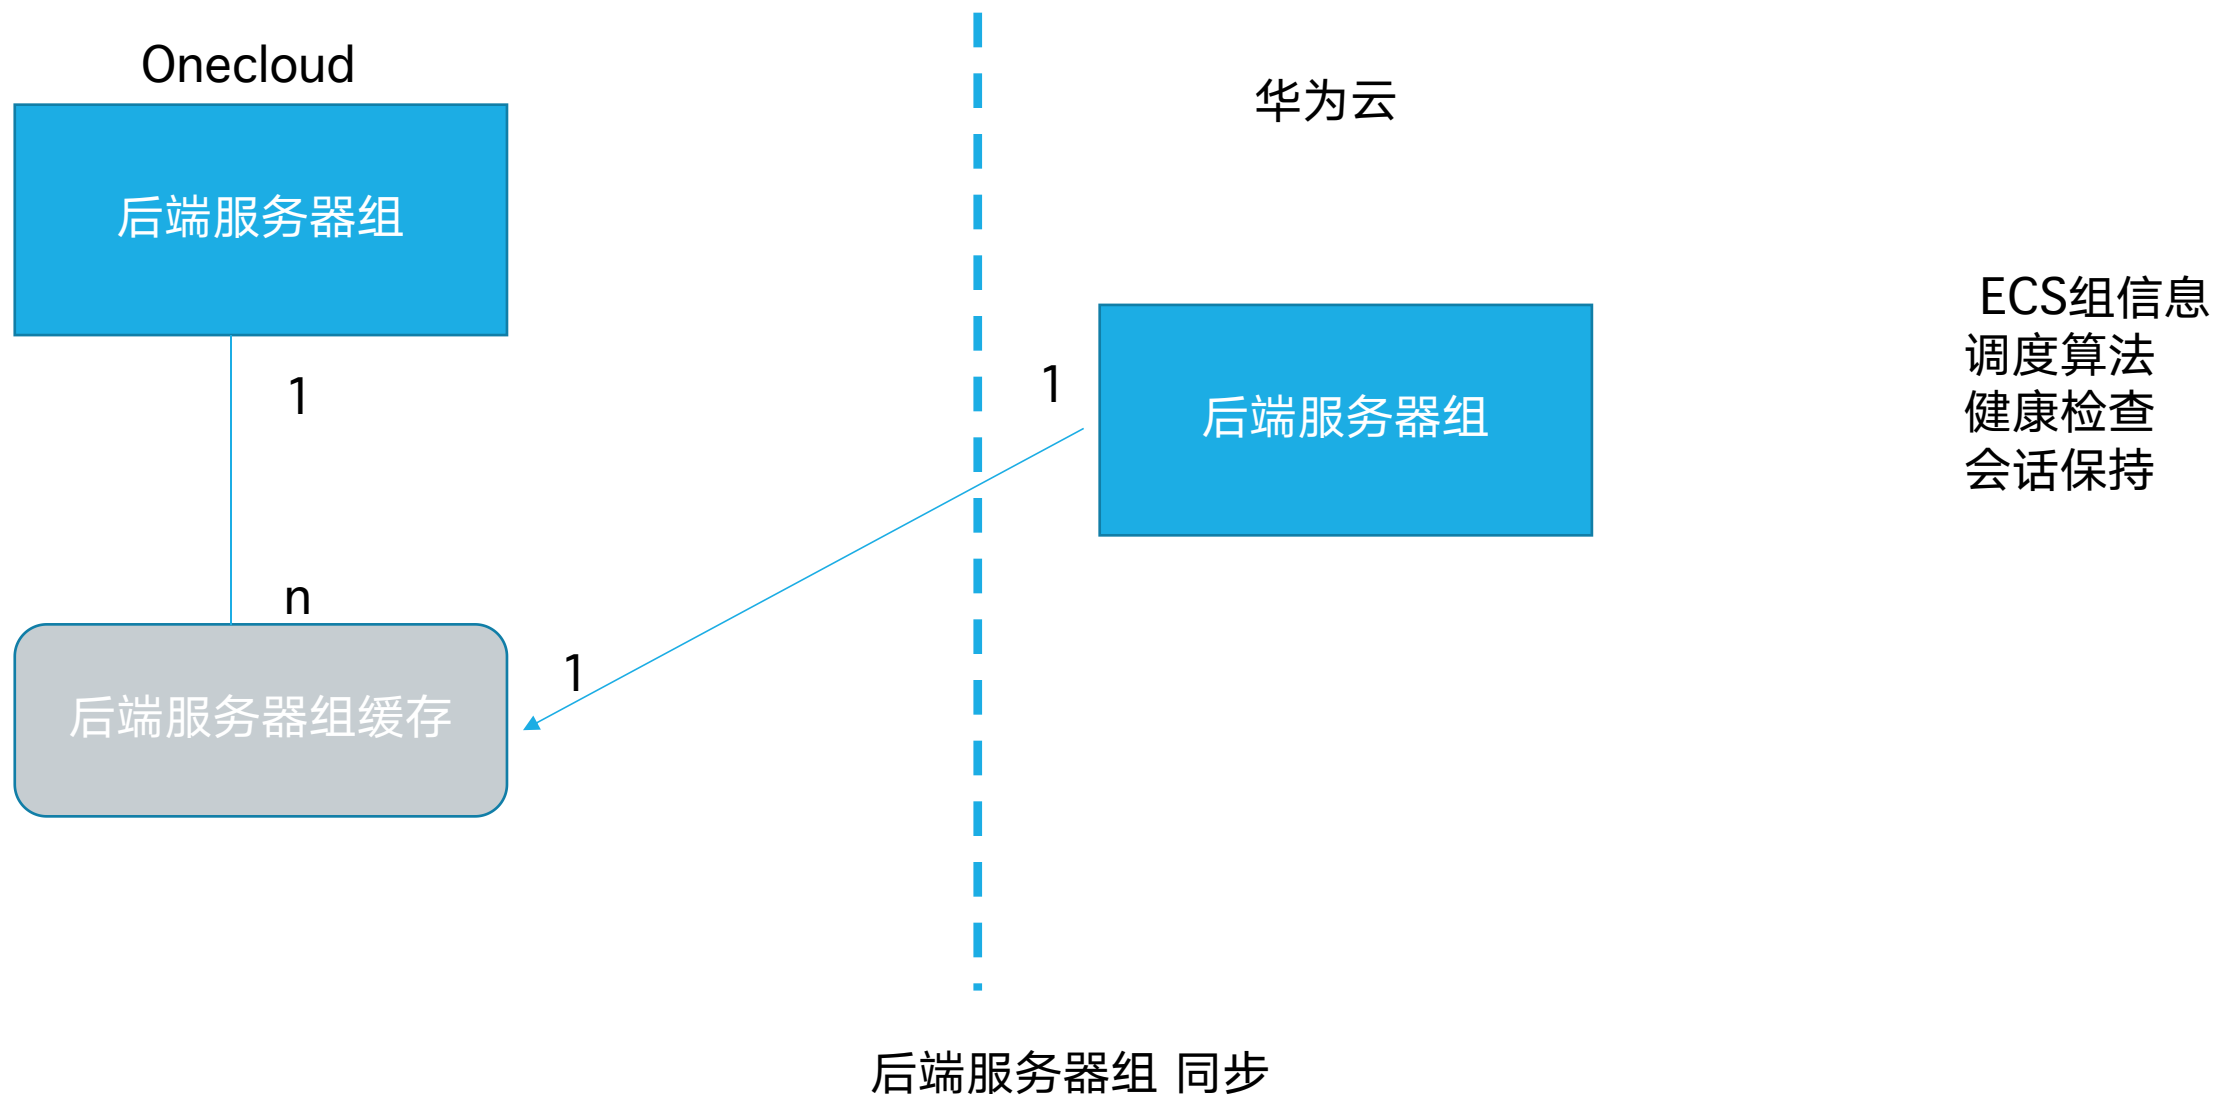 Onecloud
华为云
后端服务器组
ECS组信息
调度算法
健康检查
会话保持
1
1
后端服务器组
n
1
后端服务器组缓存
后端服务器组 同步